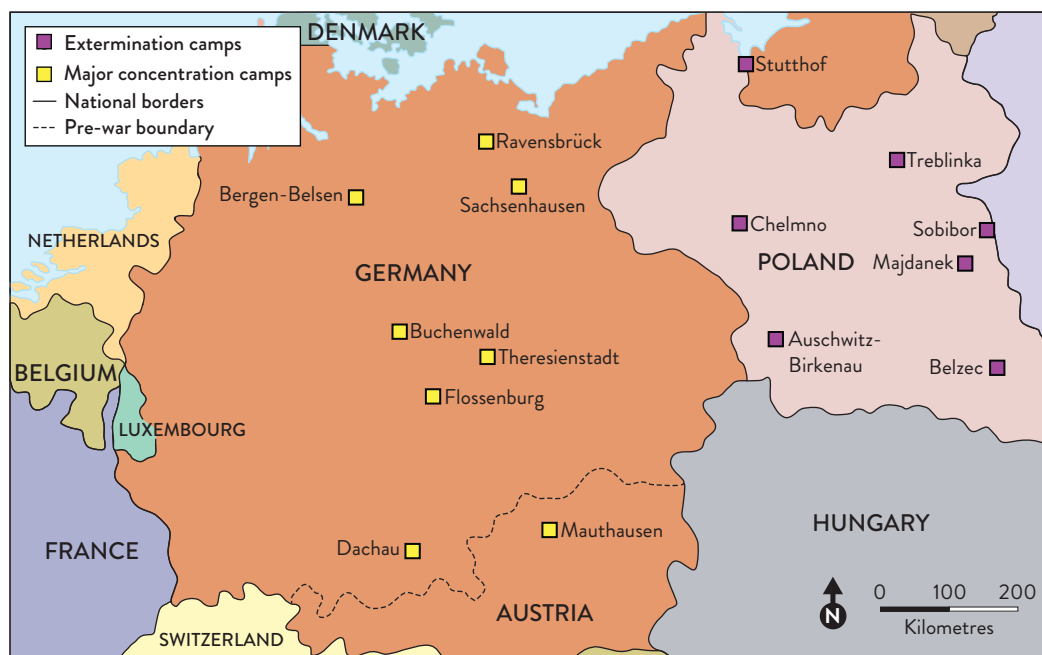 DENMARK
Extermination camps
Major concentration camps
National borders
Pre-war boundary
Stutthof
Ravensbrück
Treblinka
Bergen-Belsen
Sachsenhausen
Chelmno
Sobibor
NETHERLANDS
GERMANY
POLAND
Majdanek
Buchenwald
Auschwitz-
Birkenau
Theresienstadt
BELGIUM
Belzec
Flossenburg
LUXEMBOURG
HUNGARY
Mauthausen
FRANCE
Dachau
AUSTRIA
SWITZERLAND
N
0 100 200
Kilometres